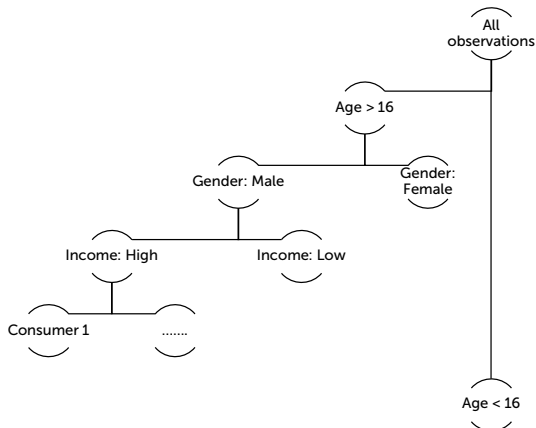 All
observations
Age > 16
Gender: Male
Gender:
Female
Income: High
Income: Low
Consumer 1
.......
Age < 16